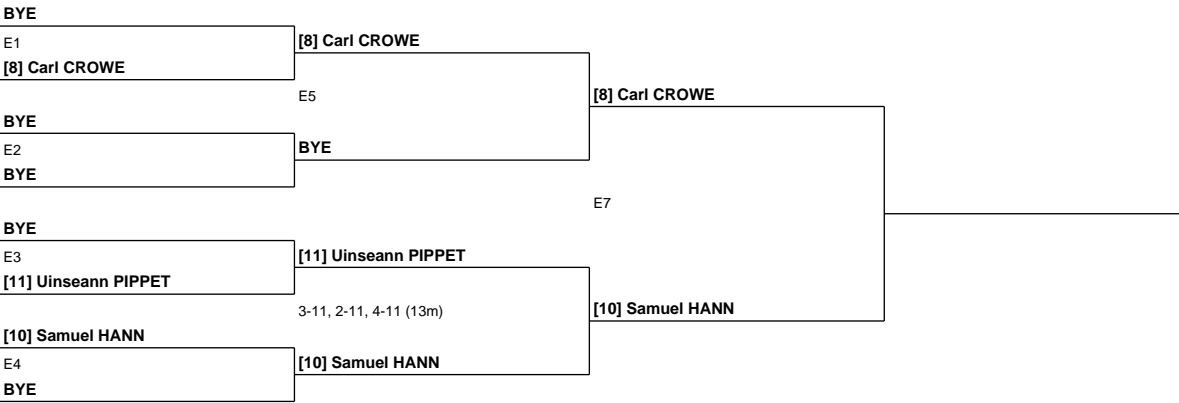 BYE
E1
[8] Carl CROWE
[8] Carl CROWE
E5
[8] Carl CROWE
BYE
E2
BYE
BYE
E7
BYE
E3
[11] Uinseann PIPPET
[11] Uinseann PIPPET
3-11, 2-11, 4-11 (13m)
[10] Samuel HANN
[10] Samuel HANN
E4
BYE
[10] Samuel HANN